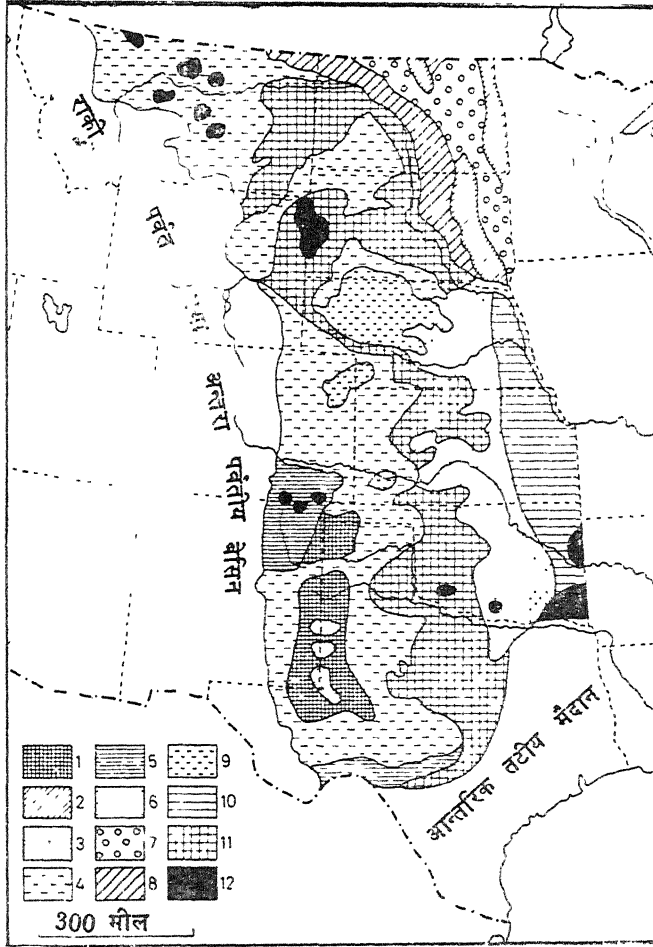 राकी
पर्वत
अन्तरा
पर्वतीय बेसिन
आन्तरिक तटीय मैदान
1 5 9
2 6 10
3 7 11
4 8 12
300 मील